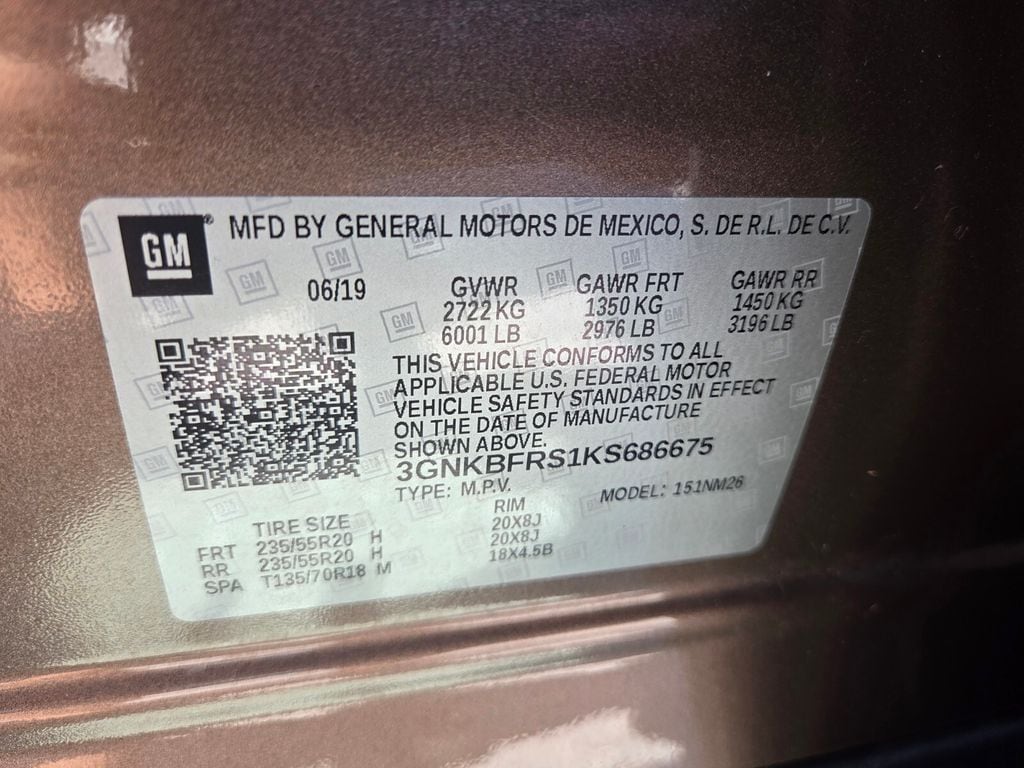 GM® MFD BY GENERAL MOTORS DE MEXICO, S. DE R.L. DE C.V.
06/19 GVWR GAWR FRT GAWR RR
2722 KG 1350 KG 1450 KG
6001 LB 2976 LB 3196 LB
THIS VEHICLE CONFORMS TO ALL
APPLICABLE U.S. FEDERAL MOTOR
VEHICLE SAFETY STANDARDS IN EFFECT
ON THE DATE OF MANUFACTURE
SHOWN ABOVE.
3GNKBFRS1KS686675
TYPE: M.P.V. MODEL: 151NM26
TIRE SIZE RIM
FRT 235/55R20 H 20X8J
RR 235/55R20 H 20X8J
SPA T135/70R18 M 18X4.5B